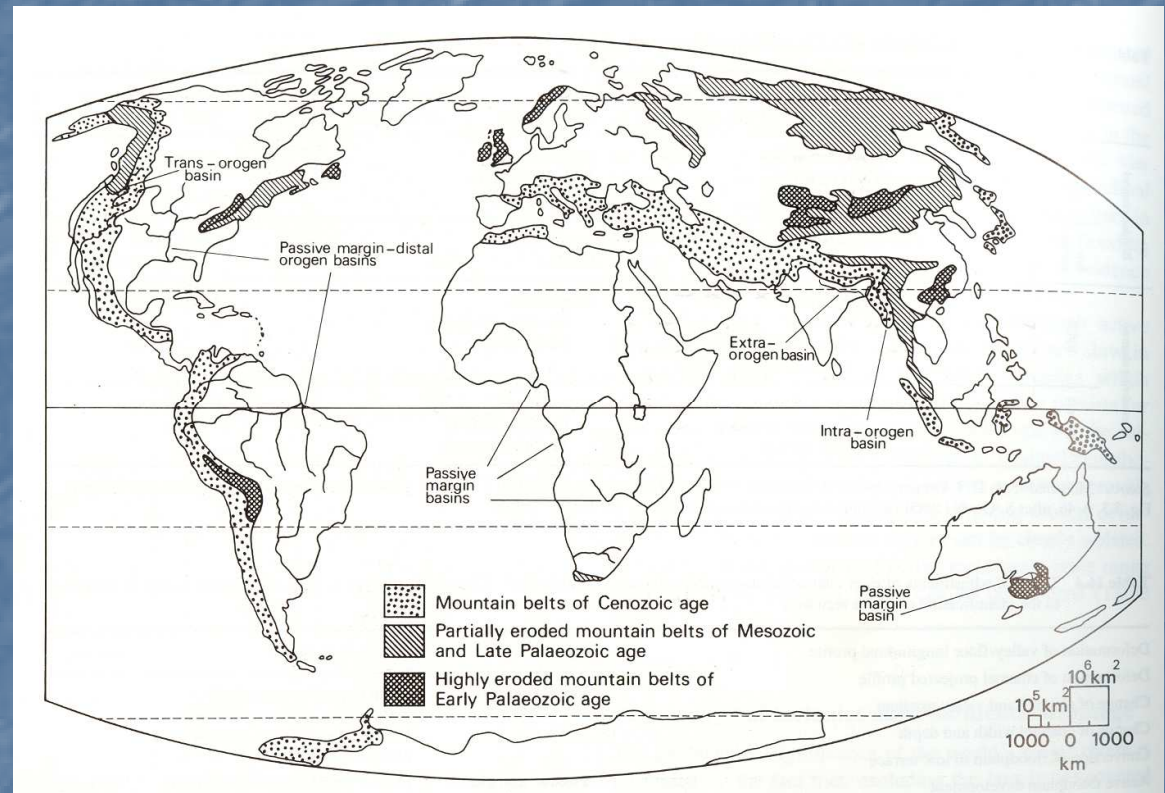 Trans-orogen
basin
Passive margin-distal
orogen basins
Extra-
orogen basin
Intra-orogen
basin
Passive
margin
basins
Passive
margin
basin
Mountain belts of Cenozoic age
Partially eroded mountain belts of Mesozoic
and Late Palaeozoic age
Highly eroded mountain belts of
Early Palaeozoic age
10⁶ km²
10⁵ km²
1000 0 1000
km